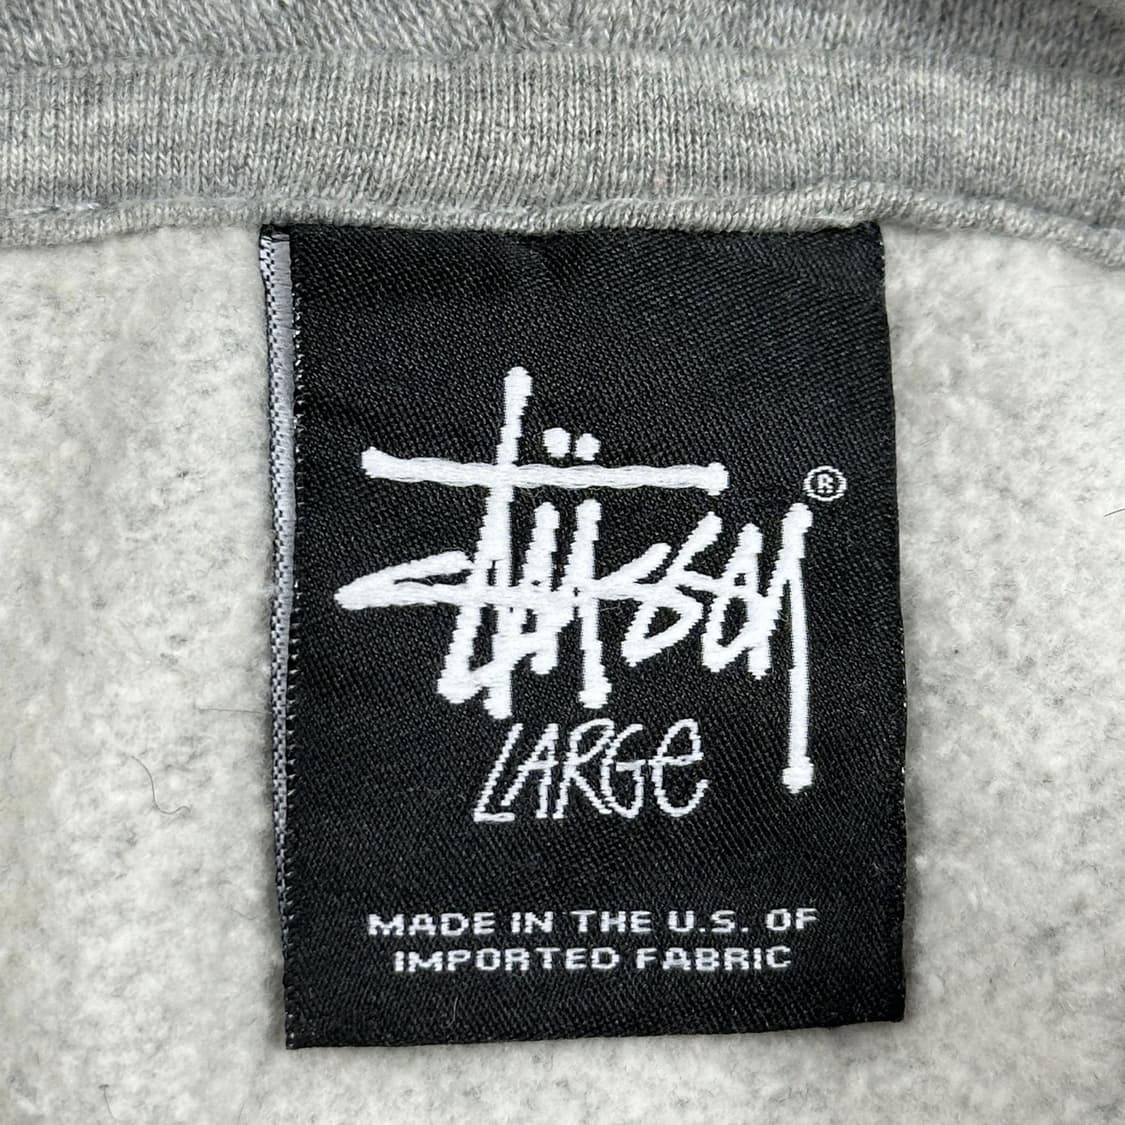 Stüssy ®
LARGe
MADE IN THE U.S. OF
IMPORTED FABRIC